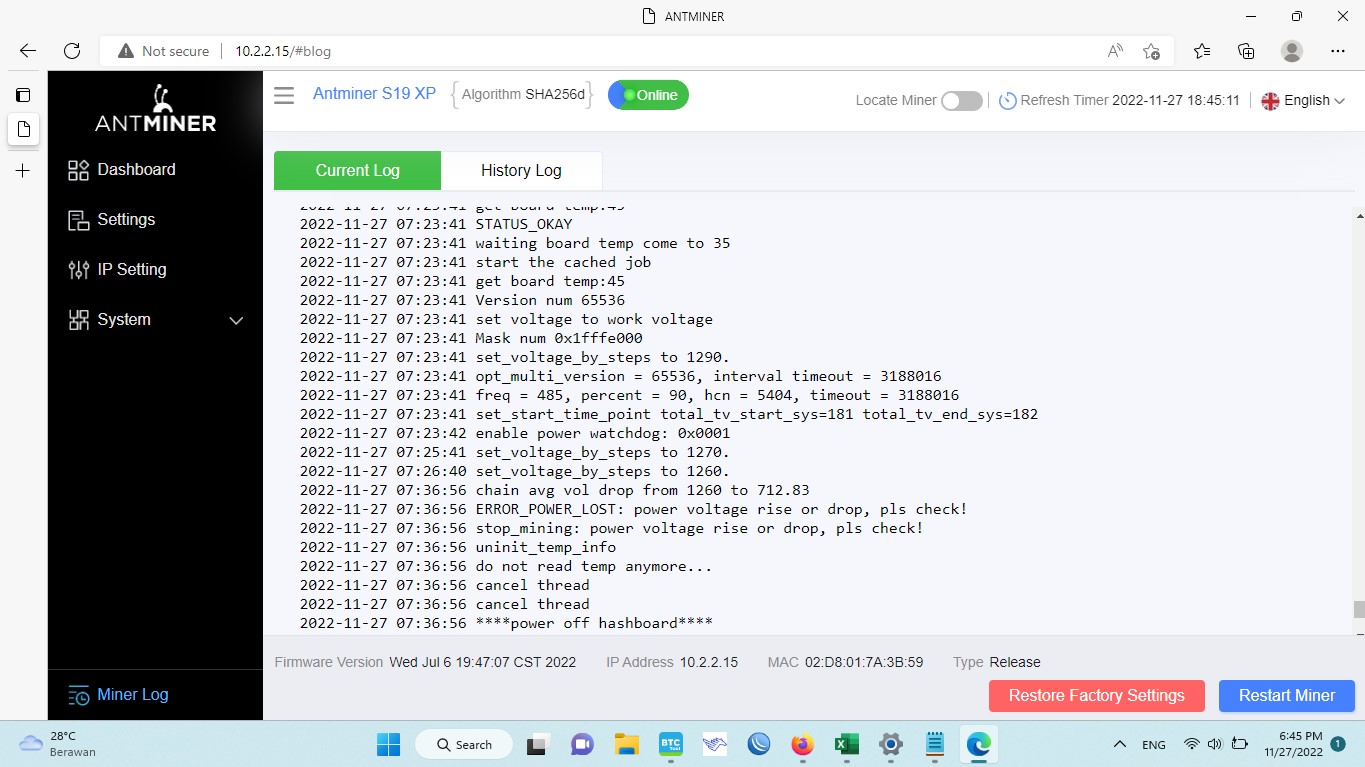 ANTMINER
Not secure
10.2.2.15/#blog
ANTMINER
Antminer S19 XP
Algorithm SHA256d
Online
Locate Miner
Refresh Timer 2022-11-27 18:45:11
English
Dashboard
Settings
IP Setting
System
Miner Log
Current Log
History Log
2022-11-27 07:23:41 get board temp:45
2022-11-27 07:23:41 STATUS_OKAY
2022-11-27 07:23:41 waiting board temp come to 35
2022-11-27 07:23:41 start the cached job
2022-11-27 07:23:41 get board temp:45
2022-11-27 07:23:41 Version num 65536
2022-11-27 07:23:41 set voltage to work voltage
2022-11-27 07:23:41 Mask num 0x1fffe000
2022-11-27 07:23:41 set_voltage_by_steps to 1290.
2022-11-27 07:23:41 opt_multi_version = 65536, interval timeout = 3188016
2022-11-27 07:23:41 freq = 485, percent = 90, hcn = 5404, timeout = 3188016
2022-11-27 07:23:41 set_start_time_point total_tv_start_sys=181 total_tv_end_sys=182
2022-11-27 07:23:42 enable power watchdog: 0x0001
2022-11-27 07:25:41 set_voltage_by_steps to 1270.
2022-11-27 07:26:40 set_voltage_by_steps to 1260.
2022-11-27 07:36:56 chain avg vol drop from 1260 to 712.83
2022-11-27 07:36:56 ERROR_POWER_LOST: power voltage rise or drop, pls check!
2022-11-27 07:36:56 stop_mining: power voltage rise or drop, pls check!
2022-11-27 07:36:56 uninit_temp_info
2022-11-27 07:36:56 do not read temp anymore...
2022-11-27 07:36:56 cancel thread
2022-11-27 07:36:56 cancel thread
2022-11-27 07:36:56 ****power off hashboard****
Firmware Version Wed Jul 6 19:47:07 CST 2022
IP Address 10.2.2.15
MAC 02:D8:01:7A:3B:59
Type Release
Restore Factory Settings
Restart Miner
28°C
Berawan
Search
BTC
Tool
ENG
6:45 PM
11/27/2022
1